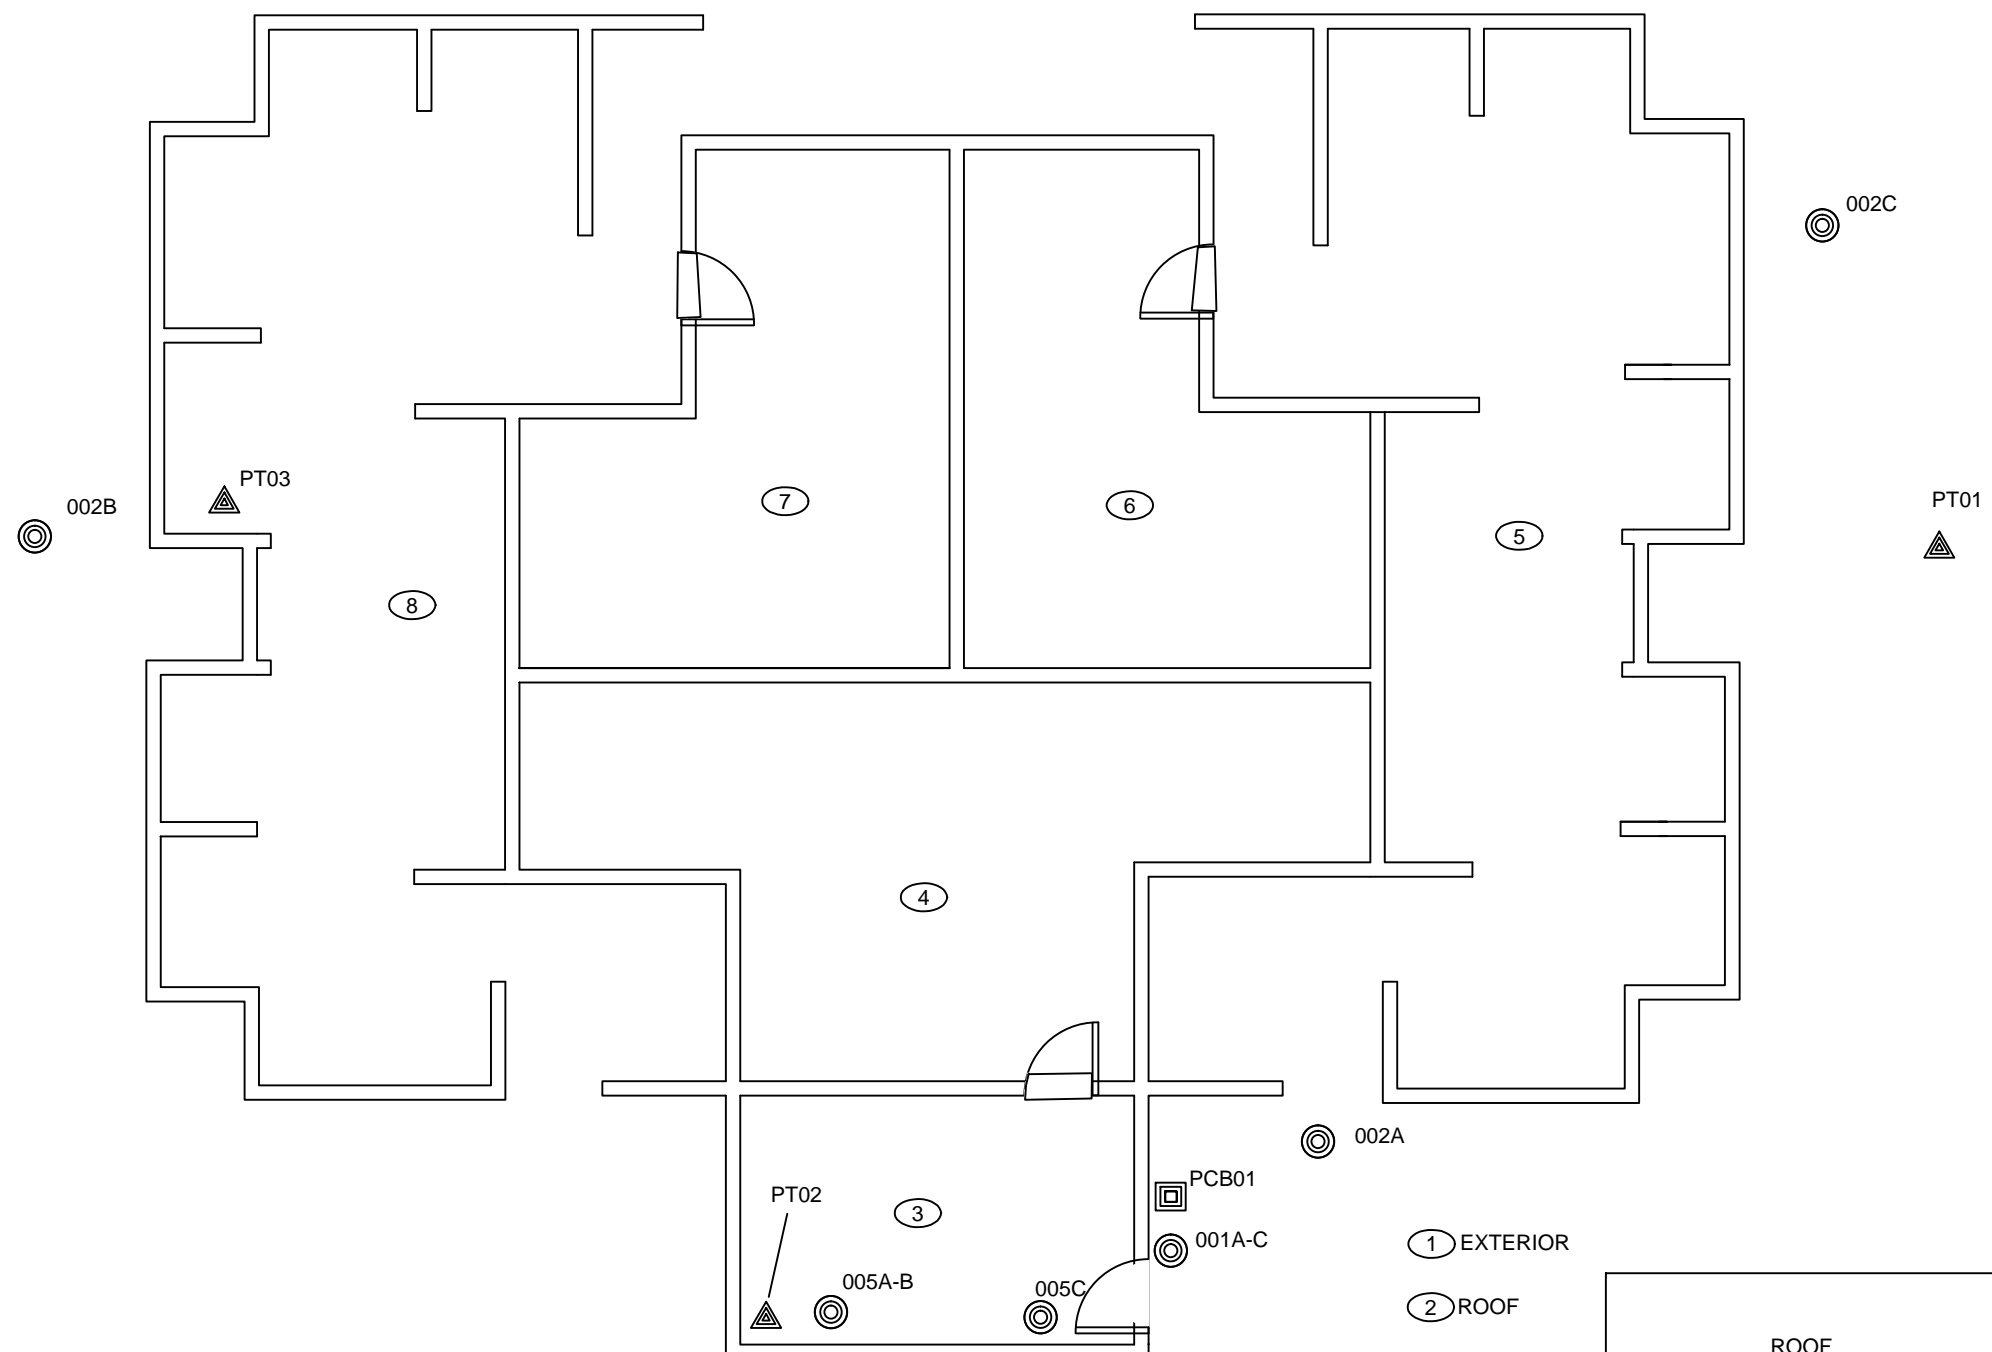 002C
PT03
002B
7
6
PT01
5
8
4
002A
PCB01
PT02
3
001A-C
1 EXTERIOR
005A-B
005C
2 ROOF
ROOF